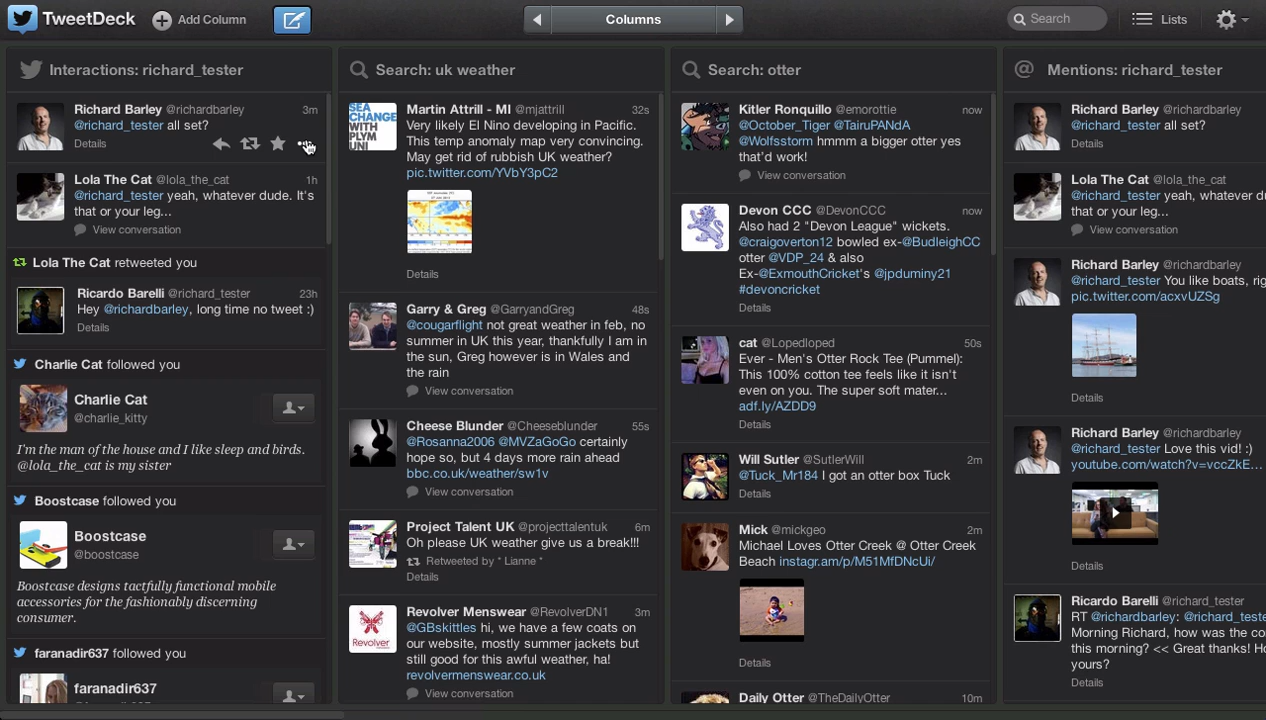 TweetDeck
Add Column
Columns
Search
Lists
Interactions: richard_tester
Richard Barley @richardbarley 3m
@richard_tester all set?
Details
Lola The Cat @lola_the_cat 1h
@richard_tester yeah, whatever dude. It's
that or your leg...
View conversation
Lola The Cat retweeted you
Ricardo Barelli @richard_tester 23h
Hey @richardbarley, long time no tweet :)
Details
Charlie Cat followed you
Charlie Cat
@charlie_kitty
I'm the man of the house and I like sleep and birds.
@lola_the_cat is my sister
Boostcase followed you
Boostcase
@boostcase
Boostcase designs tactfully functional mobile
accessories for the fashionably discerning
consumer.
faranadir637 followed you
faranadir637
Search: uk weather
SEA
CHANGE
WITH
PLYM
UNI
Martin Attrill - MI @mjattrill 32s
Very likely El Nino developing in Pacific.
This temp anomaly map very convincing.
May get rid of rubbish UK weather?
pic.twitter.com/YVbY3pC2
Details
Garry & Greg @GarryandGreg 48s
@cougarflight not great weather in feb, no
summer in UK this year, thankfully I am in
the sun, Greg however is in Wales and
the rain
View conversation
Cheese Blunder @Cheeseblunder 55s
@Rosanna2006 @MVZaGoGo certainly
hope so, but 4 days more rain ahead
bbc.co.uk/weather/sw1v
View conversation
Project Talent UK @projecttalentuk 6m
Oh please UK weather give us a break!!!
Retweeted by * Lianne *
Details
Revolver
Revolver Menswear @RevolverDN1 3m
@GBskittles hi, we have a few coats on
our website, mostly summer jackets but
still good for this awful weather, ha!
revolvermenswear.co.uk
View conversation
Search: otter
Kitler Ronquillo @emorottie now
@October_Tiger @TairuPANdA
@Wolfsstorm hmmm a bigger otter yes
that'd work!
View conversation
Devon CCC @DevonCCC now
Also had 2 "Devon League" wickets.
@craigoverton12 bowled ex-@BudleighCC
otter @VDP_24 & also
Ex-@ExmouthCricket's @jpduminy21
#devoncricket
Details
cat @Lopedloped 50s
Ever - Men's Otter Rock Tee (Pummel):
This 100% cotton tee feels like it isn't
even on you. The super soft mater...
adf.ly/AZDD9
Details
Will Sutler @SutlerWill 2m
@Tuck_Mr184 I got an otter box Tuck
Details
Mick @mickgeo 2m
Michael Loves Otter Creek @ Otter Creek
Beach instagr.am/p/M51MfDNcUi/
Details
Daily Otter @TheDailyOtter 10m
Mentions: richard_tester
Richard Barley @richardbarley
@richard_tester all set?
Details
Lola The Cat @lola_the_cat
@richard_tester yeah, whatever du
that or your leg...
View conversation
Richard Barley @richardbarley
@richard_tester You like boats, rig
pic.twitter.com/acxvUZSg
Details
Richard Barley @richardbarley
@richard_tester Love this vid! :)
youtube.com/watch?v=vccZkE...
Details
Ricardo Barelli @richard_tester
RT @richardbarley: @richard_teste
Morning Richard, how was the co
this morning? << Great thanks! Ho
yours?
Details